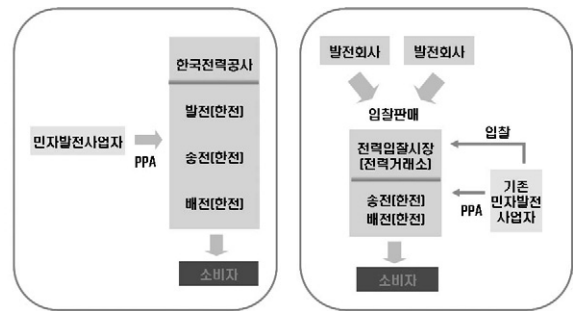 한국전력공사
발전(한전)
민자발전사업자
PPA
송전(한전)
배전(한전)
소비자
발전회사
발전회사
입찰판매
전력입찰시장
(전력거래소)
입찰
송전(한전)
배전(한전)
PPA
기존
민자발전
사업자
소비자